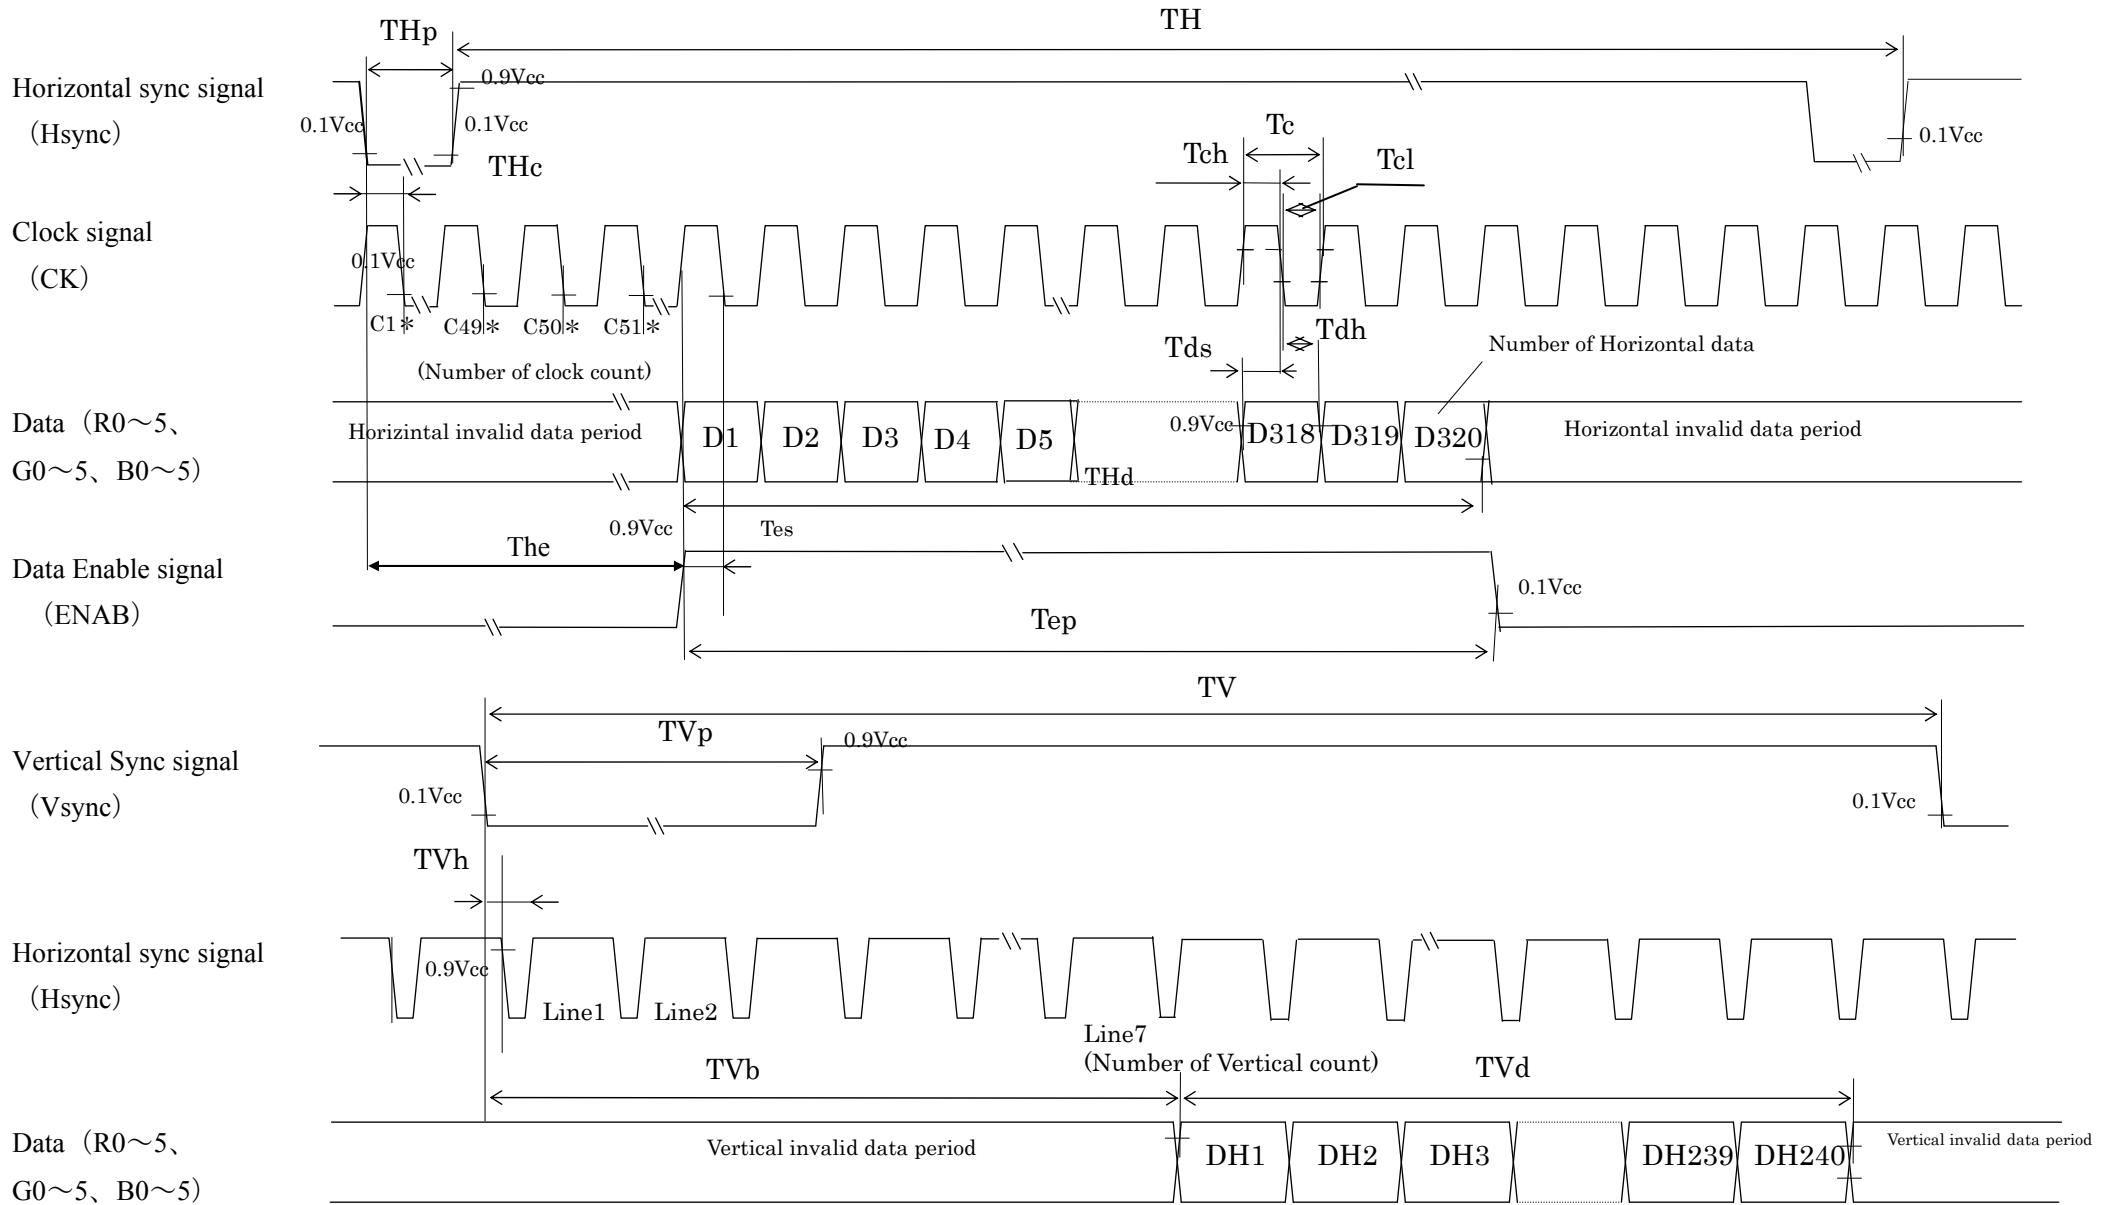 TH
THp
Horizontal sync signal
（Hsync）
0.9Vcc
0.1Vcc
0.1Vcc
0.1Vcc
THc
Tc
Tch
Tcl
Clock signal
（CK）
0.1Vcc
C1＊
C49＊
C50＊
C51＊
(Number of clock count)
Tds
Tdh
Number of Horizontal data
Data（R0～5、
G0～5、B0～5）
Horizintal invalid data period
D1
D2
D3
D4
D5
0.9Vcc
D318
D319
D320
Horizontal invalid data period
THd
0.9Vcc
Tes
The
Data Enable signal
（ENAB）
0.1Vcc
Tep
TV
TVp
0.9Vcc
Vertical Sync signal
（Vsync）
0.1Vcc
0.1Vcc
TVh
Horizontal sync signal
（Hsync）
0.9Vcc
Line1
Line2
Line7
(Number of Vertical count)
TVb
TVd
Data（R0～5、
G0～5、B0～5）
Vertical invalid data period
DH1
DH2
DH3
DH239
DH240
Vertical invalid data period